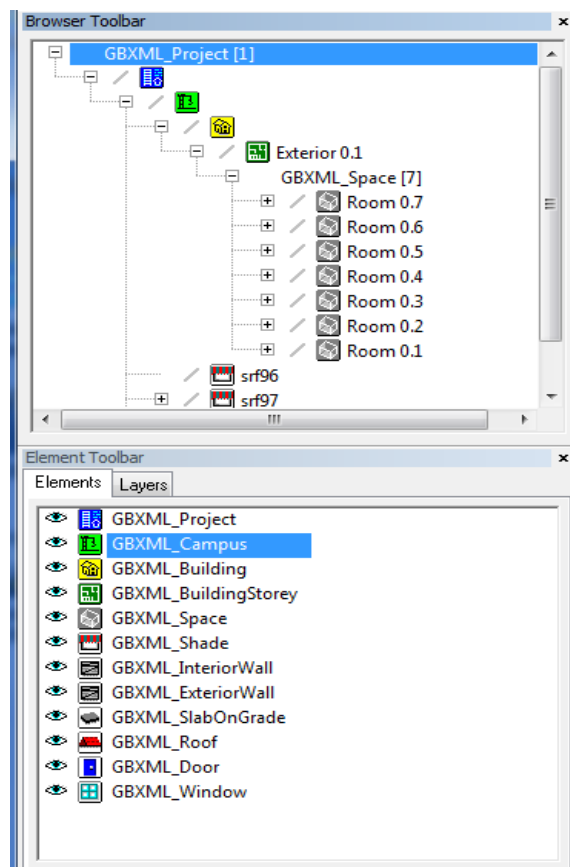 Browser Toolbar
GBXML_Project [1]
Exterior 0.1
GBXML_Space [7]
Room 0.7
Room 0.6
Room 0.5
Room 0.4
Room 0.3
Room 0.2
Room 0.1
srf96
srf97
Element Toolbar
Elements Layers
GBXML_Project
GBXML_Campus
GBXML_Building
GBXML_BuildingStorey
GBXML_Space
GBXML_Shade
GBXML_InteriorWall
GBXML_ExteriorWall
GBXML_SlabOnGrade
GBXML_Roof
GBXML_Door
GBXML_Window